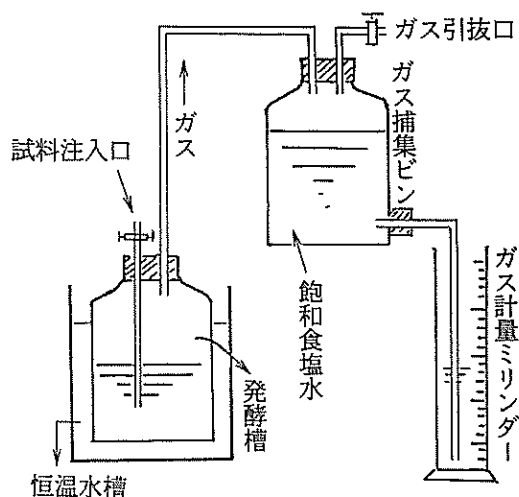 ガス引抜口
ガス捕集ビン
ガス
試料注入口
飽和食塩水
ガス計量ミリンダー
発酵槽
恒温水槽